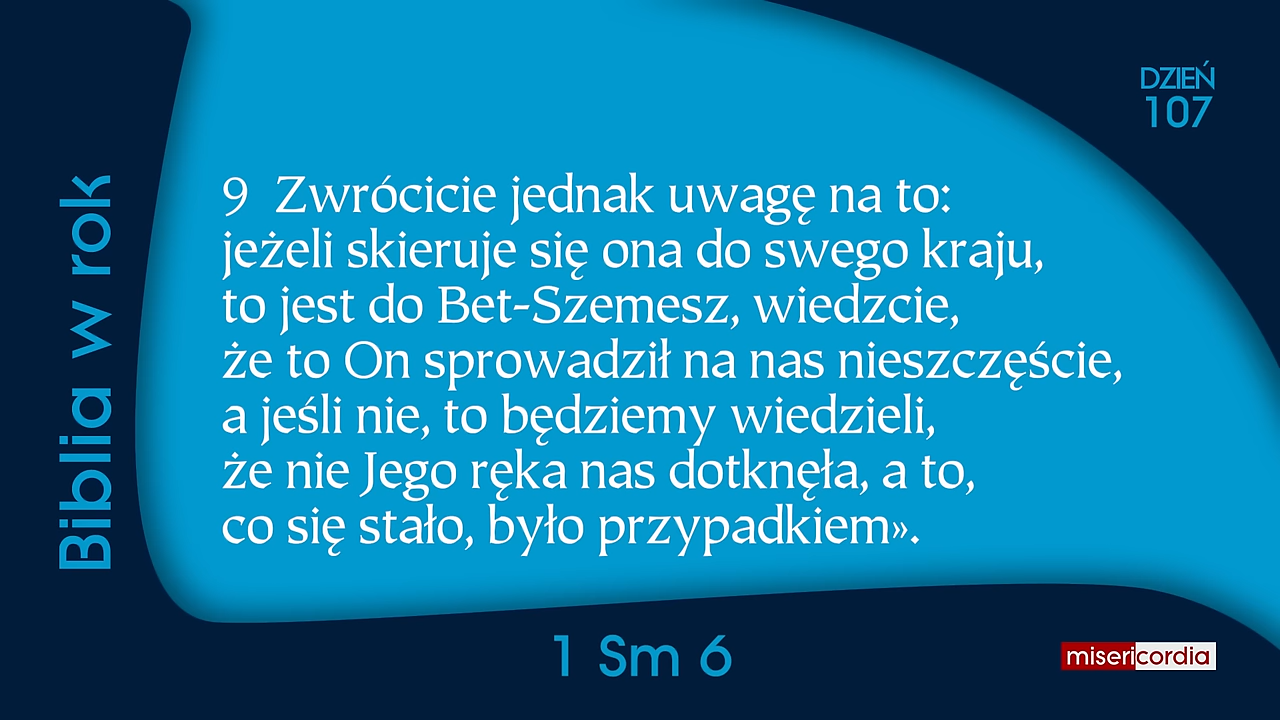 DZIEŃ
107
Biblia w rok
9 Zwrócicie jednak uwagę na to:
jeżeli skieruje się ona do swego kraju,
to jest do Bet-Szemesz, wiedzcie,
że to On sprowadził na nas nieszczęście,
a jeśli nie, to będziemy wiedzieli,
że nie Jego ręka nas dotknęła, a to,
co się stało, było przypadkiem».
1 Sm 6
misericordia